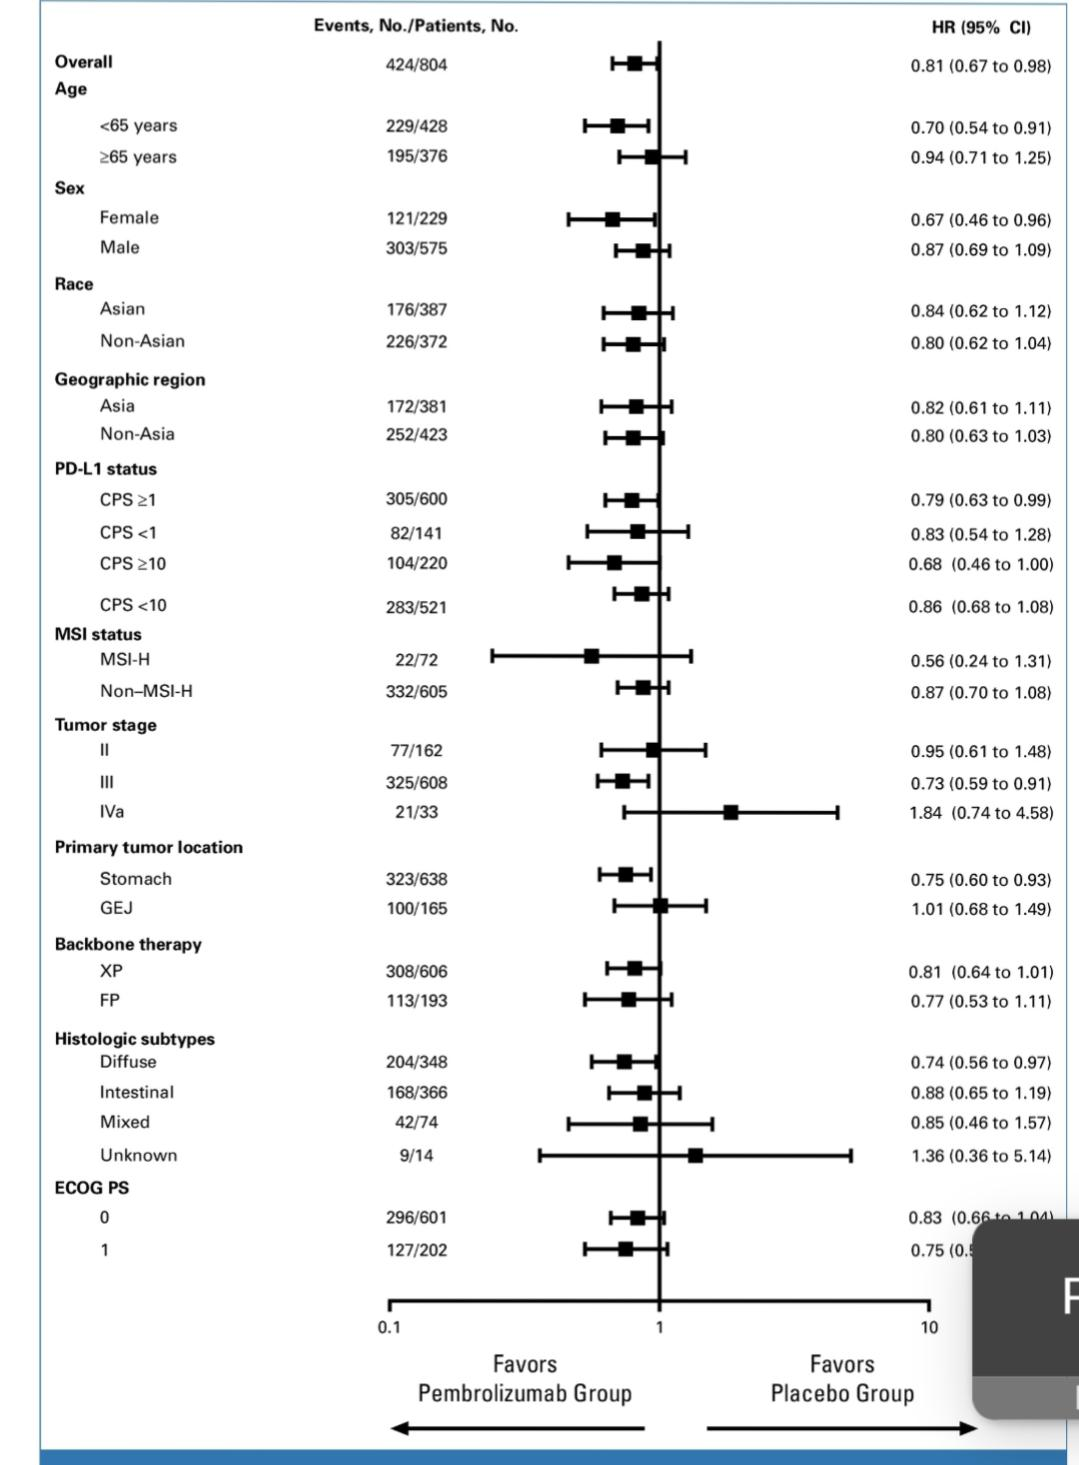 Events, No./Patients, No. HR (95% CI)
Overall 424/804 0.81 (0.67 to 0.98)
Age
<65 years 229/428 0.70 (0.54 to 0.91)
≥65 years 195/376 0.94 (0.71 to 1.25)
Sex
Female 121/229 0.67 (0.46 to 0.96)
Male 303/575 0.87 (0.69 to 1.09)
Race
Asian 176/387 0.84 (0.62 to 1.12)
Non-Asian 226/372 0.80 (0.62 to 1.04)
Geographic region
Asia 172/381 0.82 (0.61 to 1.11)
Non-Asia 252/423 0.80 (0.63 to 1.03)
PD-L1 status
CPS ≥1 305/600 0.79 (0.63 to 0.99)
CPS <1 82/141 0.83 (0.54 to 1.28)
CPS ≥10 104/220 0.68 (0.46 to 1.00)
CPS <10 283/521 0.86 (0.68 to 1.08)
MSI status
MSI-H 22/72 0.56 (0.24 to 1.31)
Non–MSI-H 332/605 0.87 (0.70 to 1.08)
Tumor stage
II 77/162 0.95 (0.61 to 1.48)
III 325/608 0.73 (0.59 to 0.91)
IVa 21/33 1.84 (0.74 to 4.58)
Primary tumor location
Stomach 323/638 0.75 (0.60 to 0.93)
GEJ 100/165 1.01 (0.68 to 1.49)
Backbone therapy
XP 308/606 0.81 (0.64 to 1.01)
FP 113/193 0.77 (0.53 to 1.11)
Histologic subtypes
Diffuse 204/348 0.74 (0.56 to 0.97)
Intestinal 168/366 0.88 (0.65 to 1.19)
Mixed 42/74 0.85 (0.46 to 1.57)
Unknown 9/14 1.36 (0.36 to 5.14)
ECOG PS
0 296/601 0.83 (0.66 to 1.04)
1 127/202 0.75
0.1 1 10
Favors Favors
Pembrolizumab Group Placebo Group